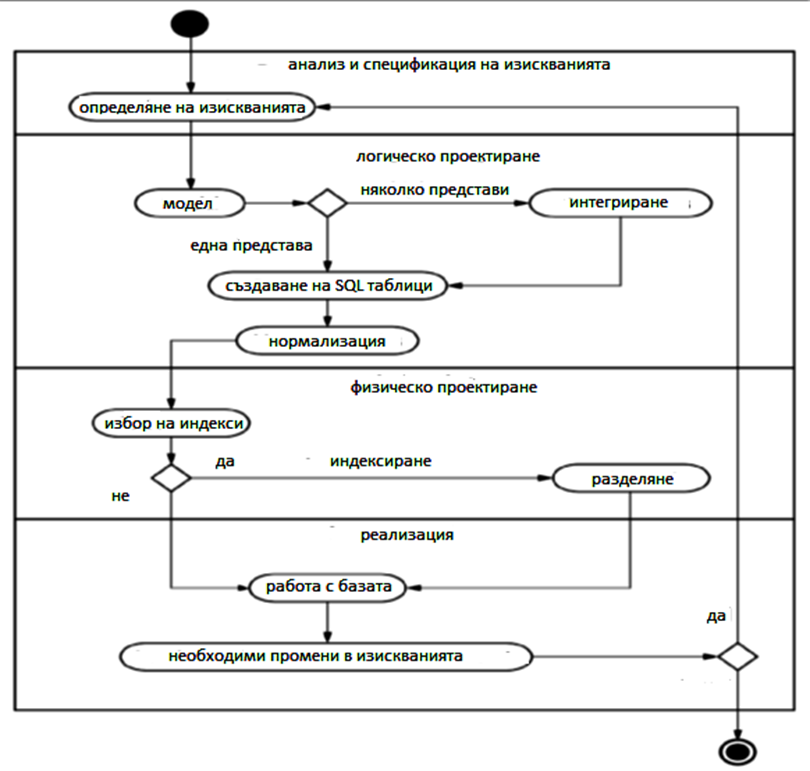 анализ и спецификация на изискванията
определяне на изискванията
логическо проектиране
модел
няколко представи
интегриране
една представа
създаване на SQL таблици
нормализация
физическо проектиране
избор на индекси
да
индексиране
разделяне
не
реализация
работа с базата
да
необходими промени в изискванията